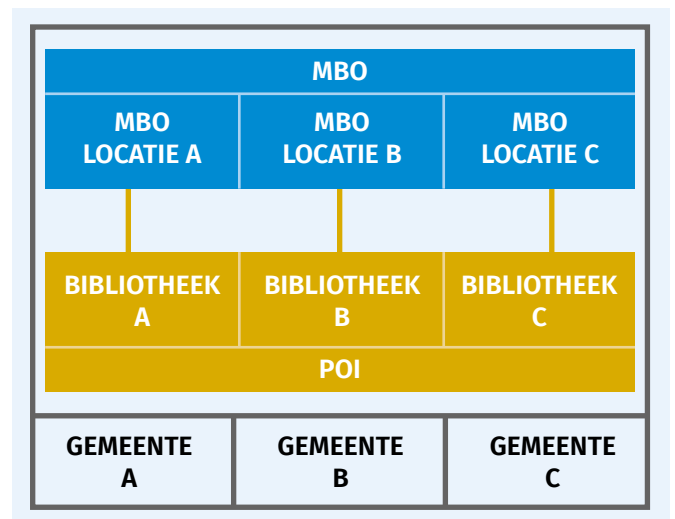 MBO
MBO
LOCATIE A
MBO
LOCATIE B
MBO
LOCATIE C
BIBLIOTHEEK
A
BIBLIOTHEEK
B
BIBLIOTHEEK
C
POI
GEMEENTE
A
GEMEENTE
B
GEMEENTE
C